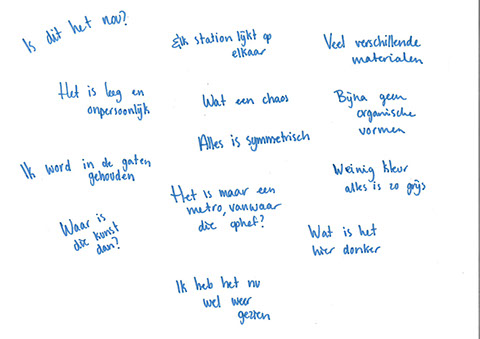 Is dit het nou?
Elk station lijkt op
elkaar
Veel verschillende
materialen
Het is leeg en
onpersoonlijk
Wat een chaos
Bijna geen
organische
vormen
Alles is symmetrisch
Ik word in de gaten
gehouden
Weinig kleur
alles is zo grijs
Het is maar een
metro, vanwaar
die ophef?
Waar is
die kunst
dan?
Wat is het
hier donker
Ik heb het nu
wel weer
gezien